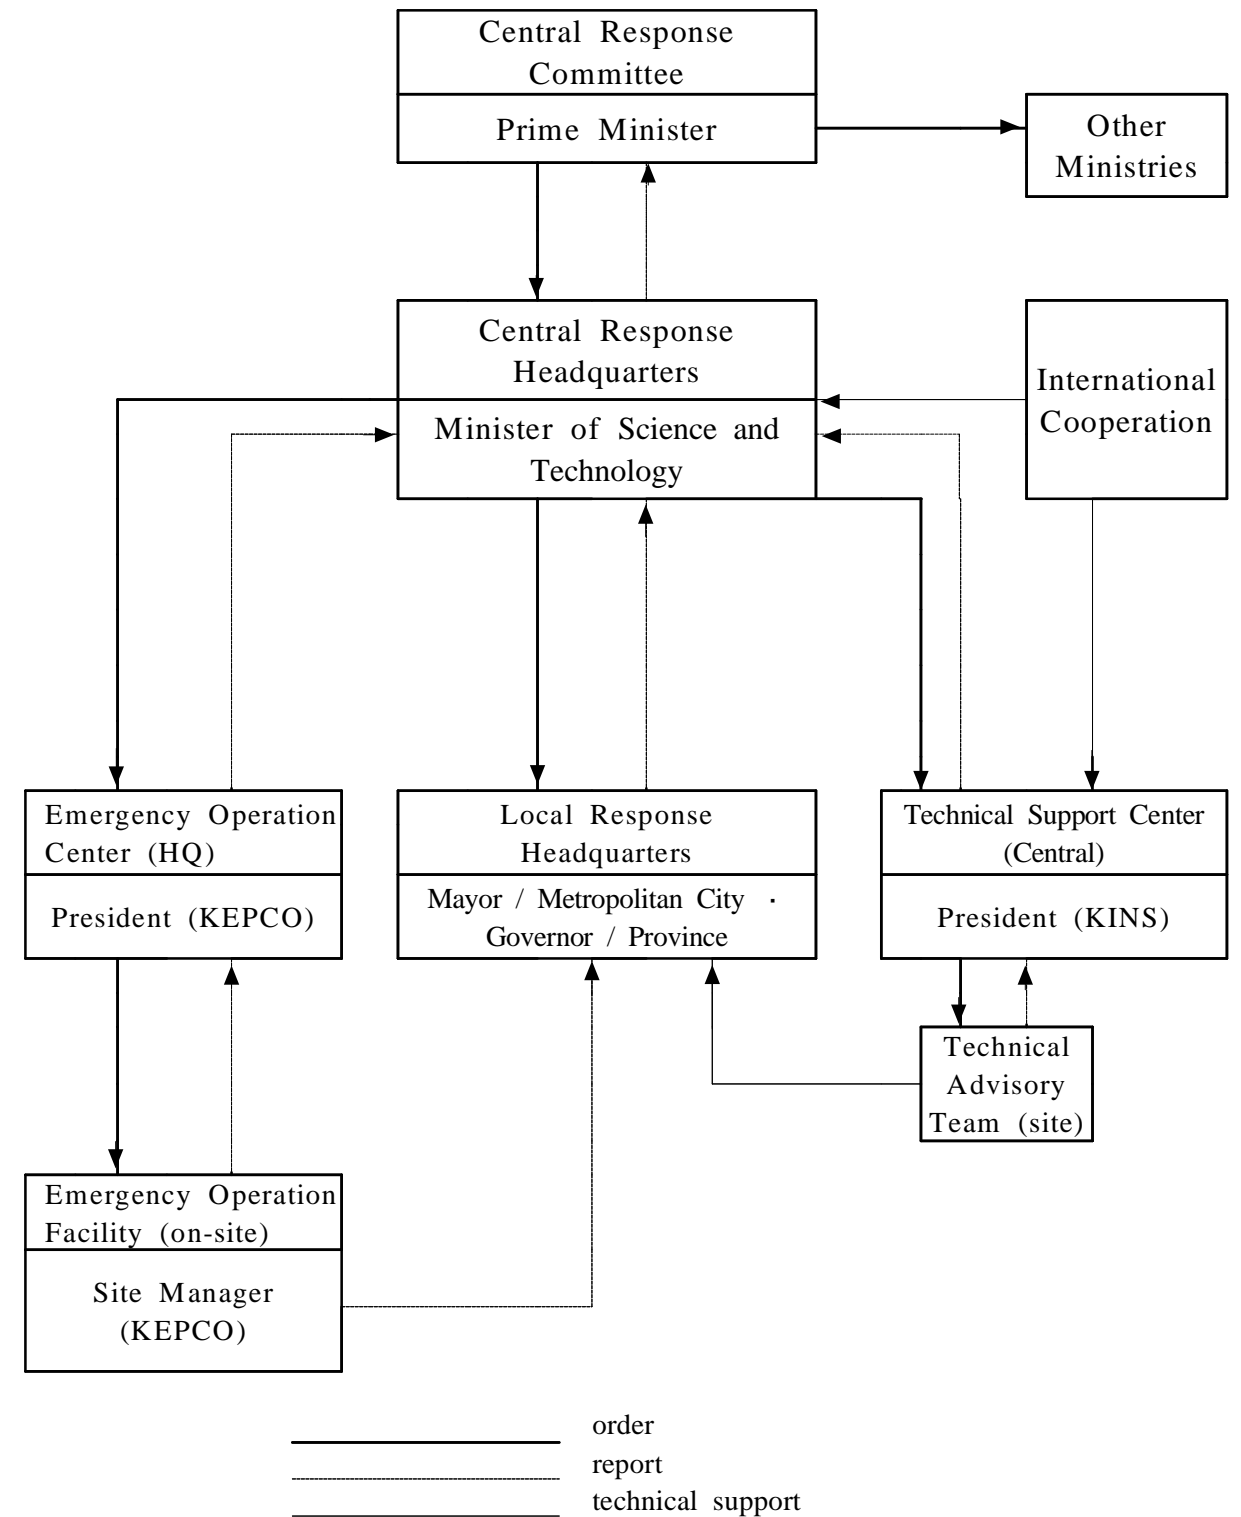 Central Response
Committee
Prime Minister
Other
Ministries
Central Response
Headquarters
Minister of Science and
Technology
International
Cooperation
Emergency Operation
Center (HQ)
President (KEPCO)
Local Response
Headquarters
Mayor / Metropolitan City ·
Governor / Province
Technical Support Center
(Central)
President (KINS)
Technical
Advisory
Team (site)
Emergency Operation
Facility (on-site)
Site Manager
(KEPCO)
order
report
technical support